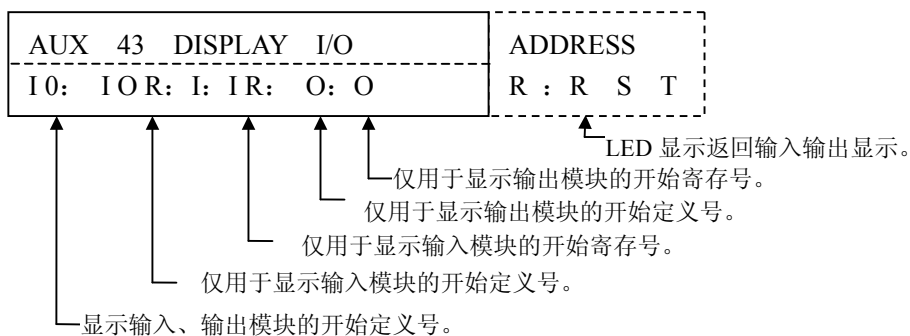 AUX 43 DISPLAY I/O ADDRESS
I 0: I O R: I: I R: O: O R : R S T
LED 显示返回输入输出显示。
仅用于显示输出模块的开始寄存号。
仅用于显示输出模块的开始定义号。
仅用于显示输入模块的开始寄存号。
仅用于显示输入模块的开始定义号。
显示输入、输出模块的开始定义号。